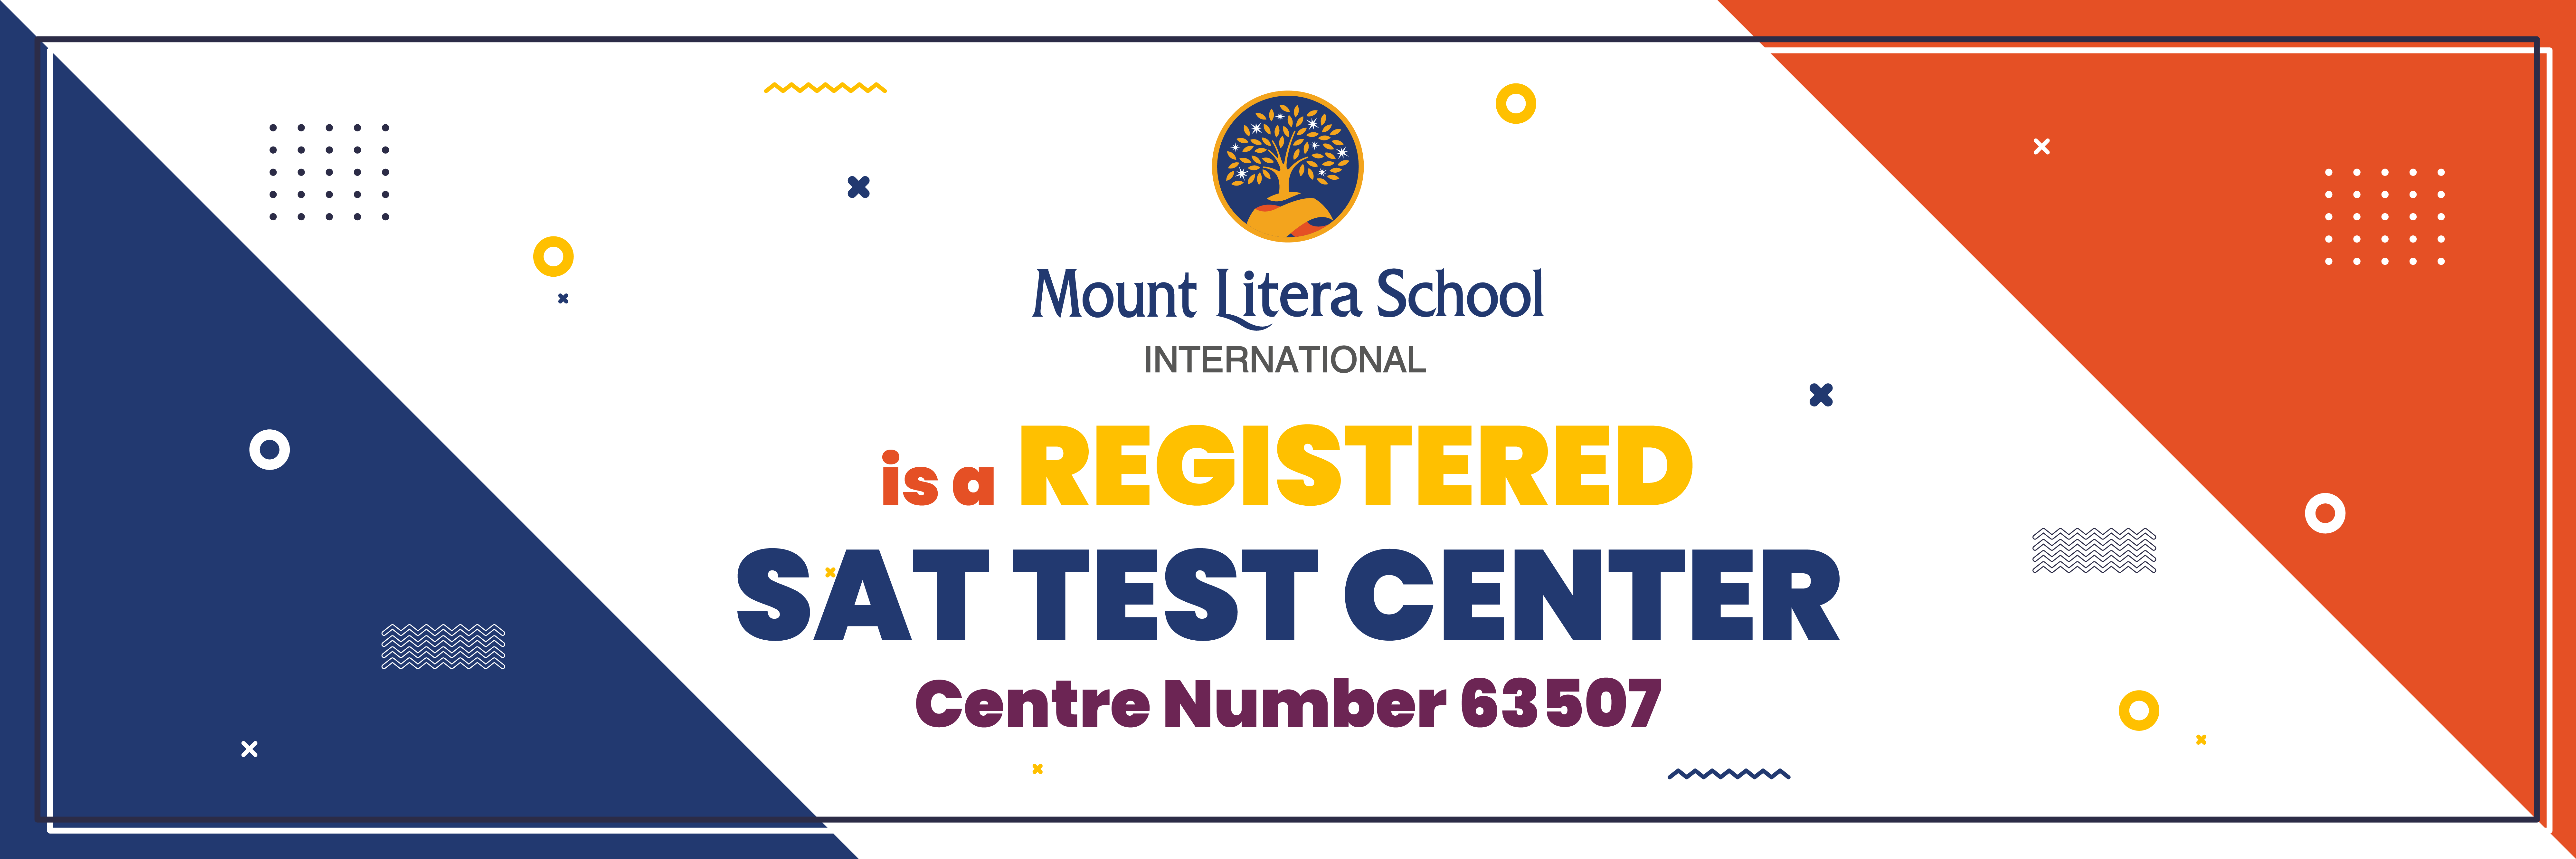 Mount Litera School
INTERNATIONAL
is a REGISTERED
SAT TEST CENTER
Centre Number 63507